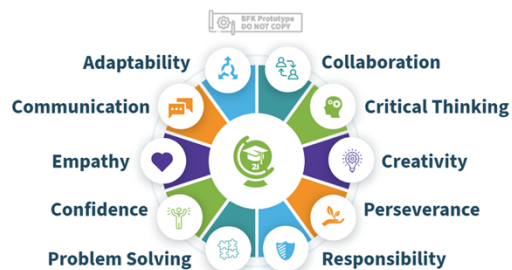 BFK Prototype
DO NOT COPY
Adaptability
Collaboration
Communication
Critical Thinking
Empathy
Creativity
Confidence
Perseverance
Problem Solving
Responsibility
21